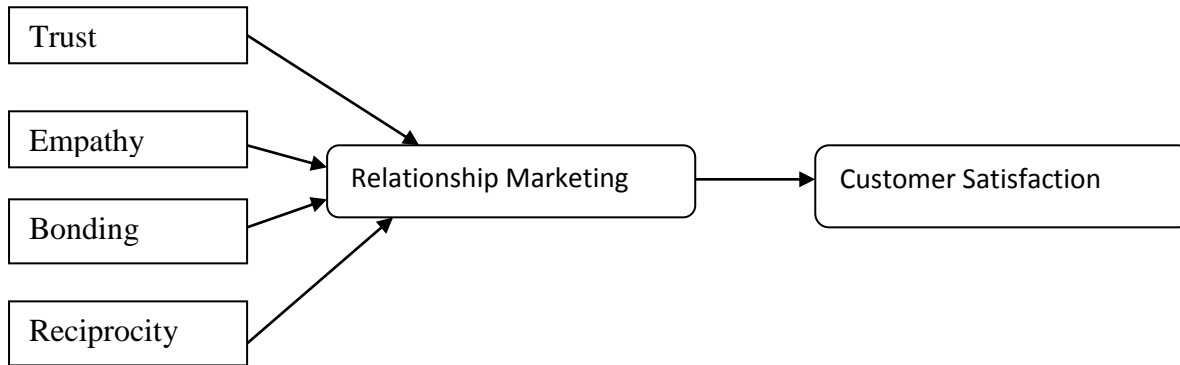 Trust
Empathy
Relationship Marketing
Customer Satisfaction
Bonding
Reciprocity